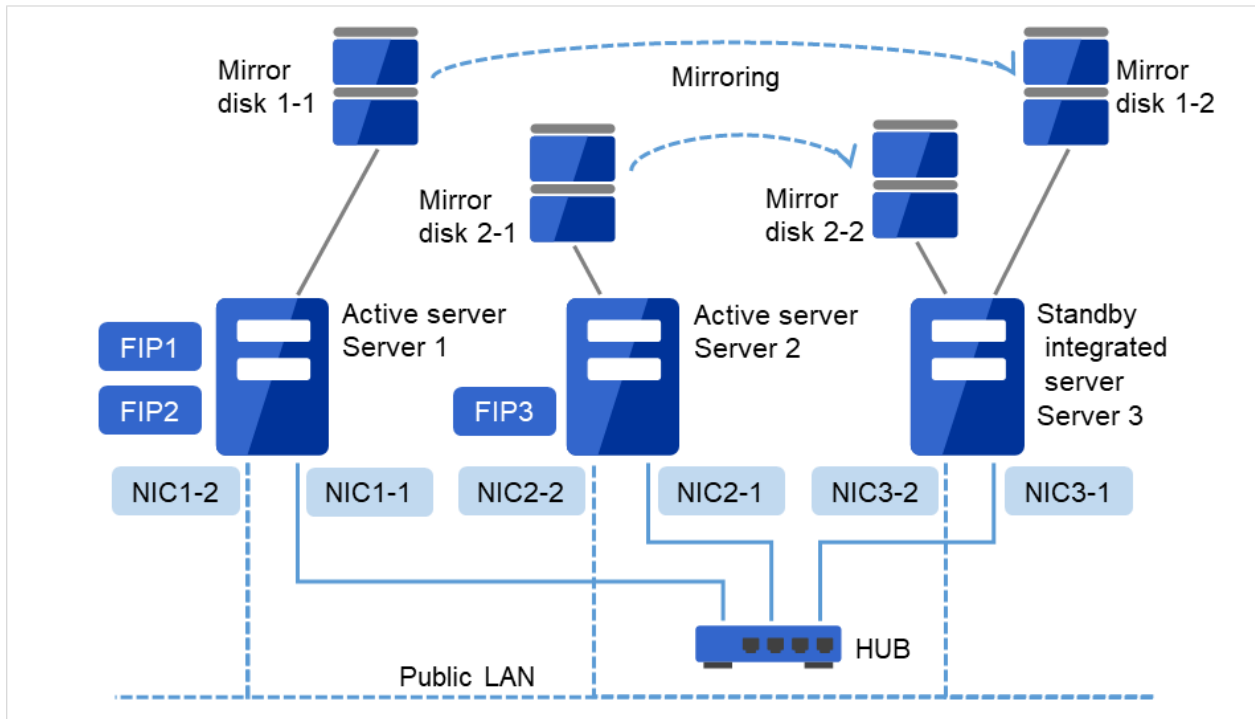 Mirror
disk 1-1
Mirroring
Mirror
disk 1-2
Mirror
disk 2-1
Mirror
disk 2-2
FIP1
FIP2
Active server
Server 1
FIP3
Active server
Server 2
Standby
integrated
server
Server 3
NIC1-2
NIC1-1
NIC2-2
NIC2-1
NIC3-2
NIC3-1
HUB
Public LAN